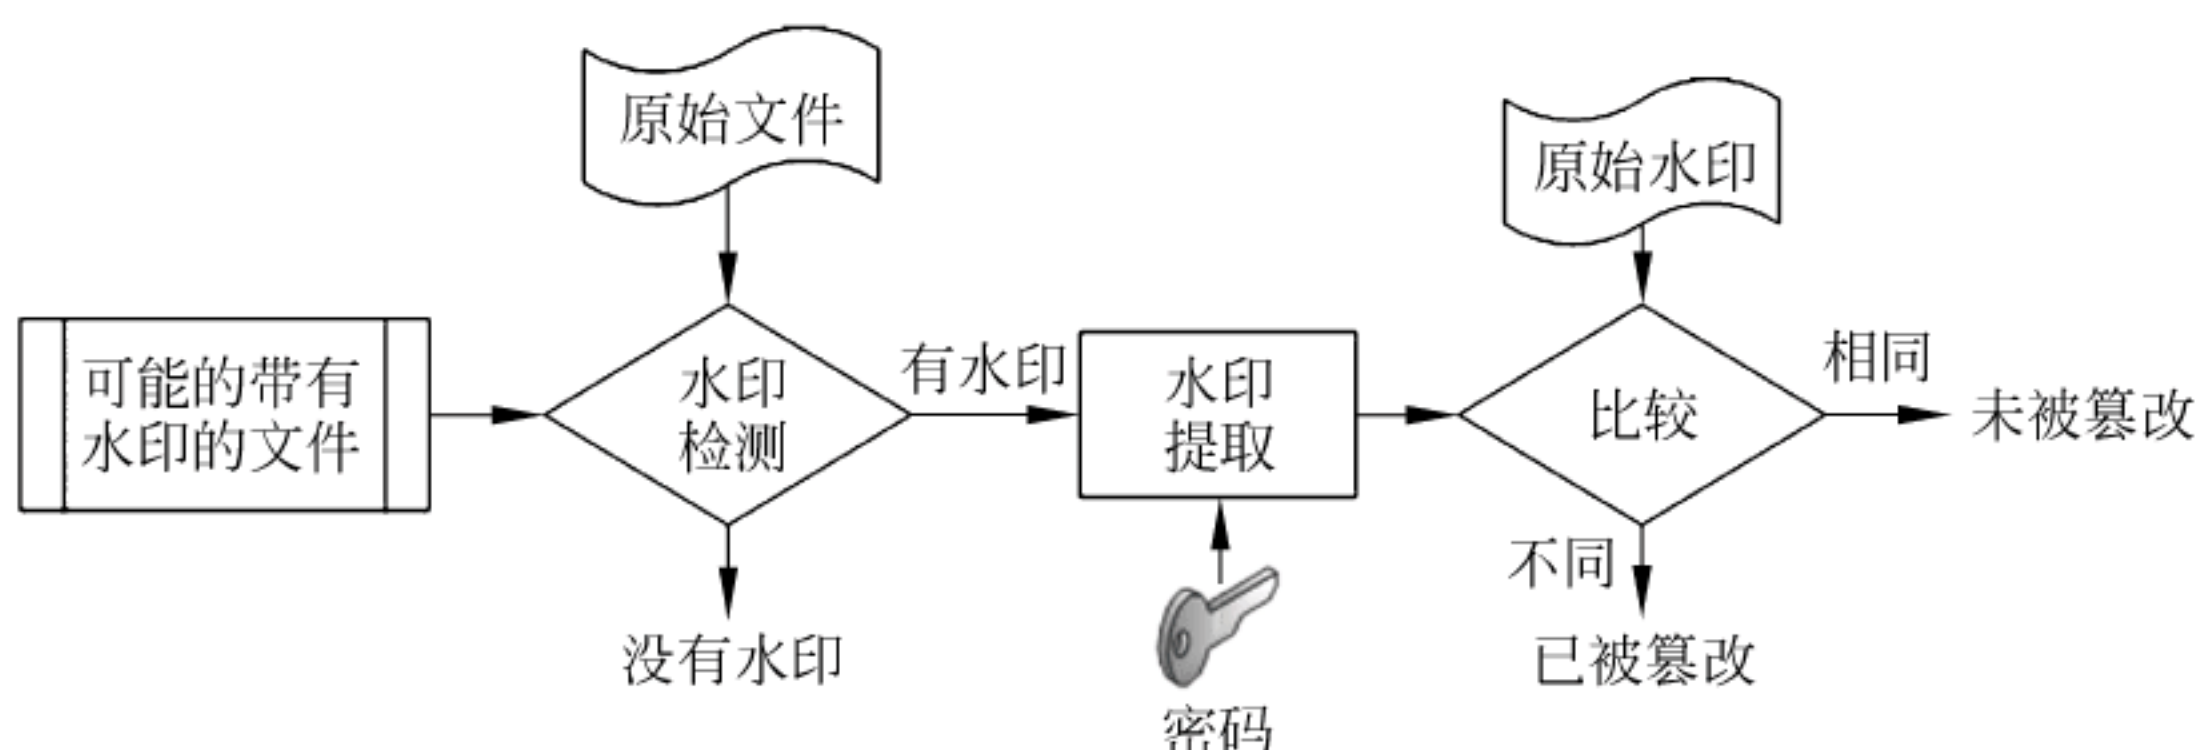 原始文件
原始水印
可能的带有
水印的文件
水印
检测
有水印
水印
提取
比较
相同
未被篡改
不同
没有水印
已被篡改
密码